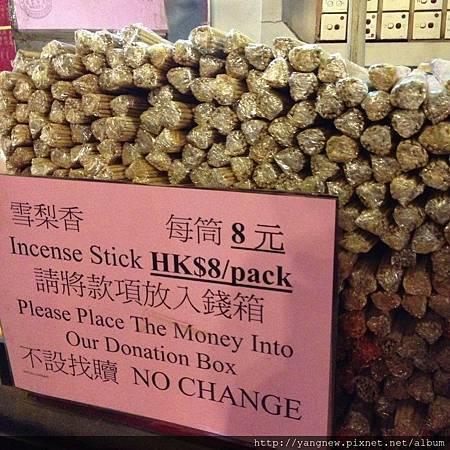 雪梨香 每筒 8 元
Incense Stick HK$8/pack
請將款項放入錢箱
Please Place The Money Into
Our Donation Box
不設找贖 NO CHANGE
http://yangnew.pixnet.net/album